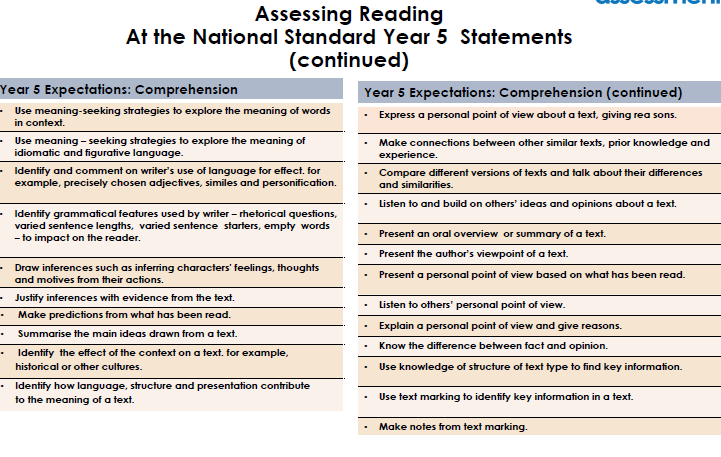 assessment
Assessing Reading
At the National Standard Year 5 Statements
(continued)
Year 5 Expectations: Comprehension
• Use meaning-seeking strategies to explore the meaning of words
in context.
• Use meaning – seeking strategies to explore the meaning of
idiomatic and figurative language.
• Identify and comment on writer's use of language for effect. for
example, precisely chosen adjectives, similes and personification.
• Identify grammatical features used by writer – rhetorical questions,
varied sentence lengths, varied sentence starters, empty words
– to impact on the reader.
• Draw inferences such as inferring characters' feelings, thoughts
and motives from their actions.
• Justify inferences with evidence from the text.
• Make predictions from what has been read.
• Summarise the main ideas drawn from a text.
• Identify the effect of the context on a text. for example,
historical or other cultures.
• Identify how language, structure and presentation contribute
to the meaning of a text.
Year 5 Expectations: Comprehension (continued)
• Express a personal point of view about a text, giving rea sons.
• Make connections between other similar texts, prior knowledge and
experience.
• Compare different versions of texts and talk about their differences
and similarities.
• Listen to and build on others' ideas and opinions about a text.
• Present an oral overview or summary of a text.
• Present the author's viewpoint of a text.
• Present a personal point of view based on what has been read.
• Listen to others' personal point of view.
• Explain a personal point of view and give reasons.
• Know the difference between fact and opinion.
• Use knowledge of structure of text type to find key information.
• Use text marking to identify key information in a text.
• Make notes from text marking.